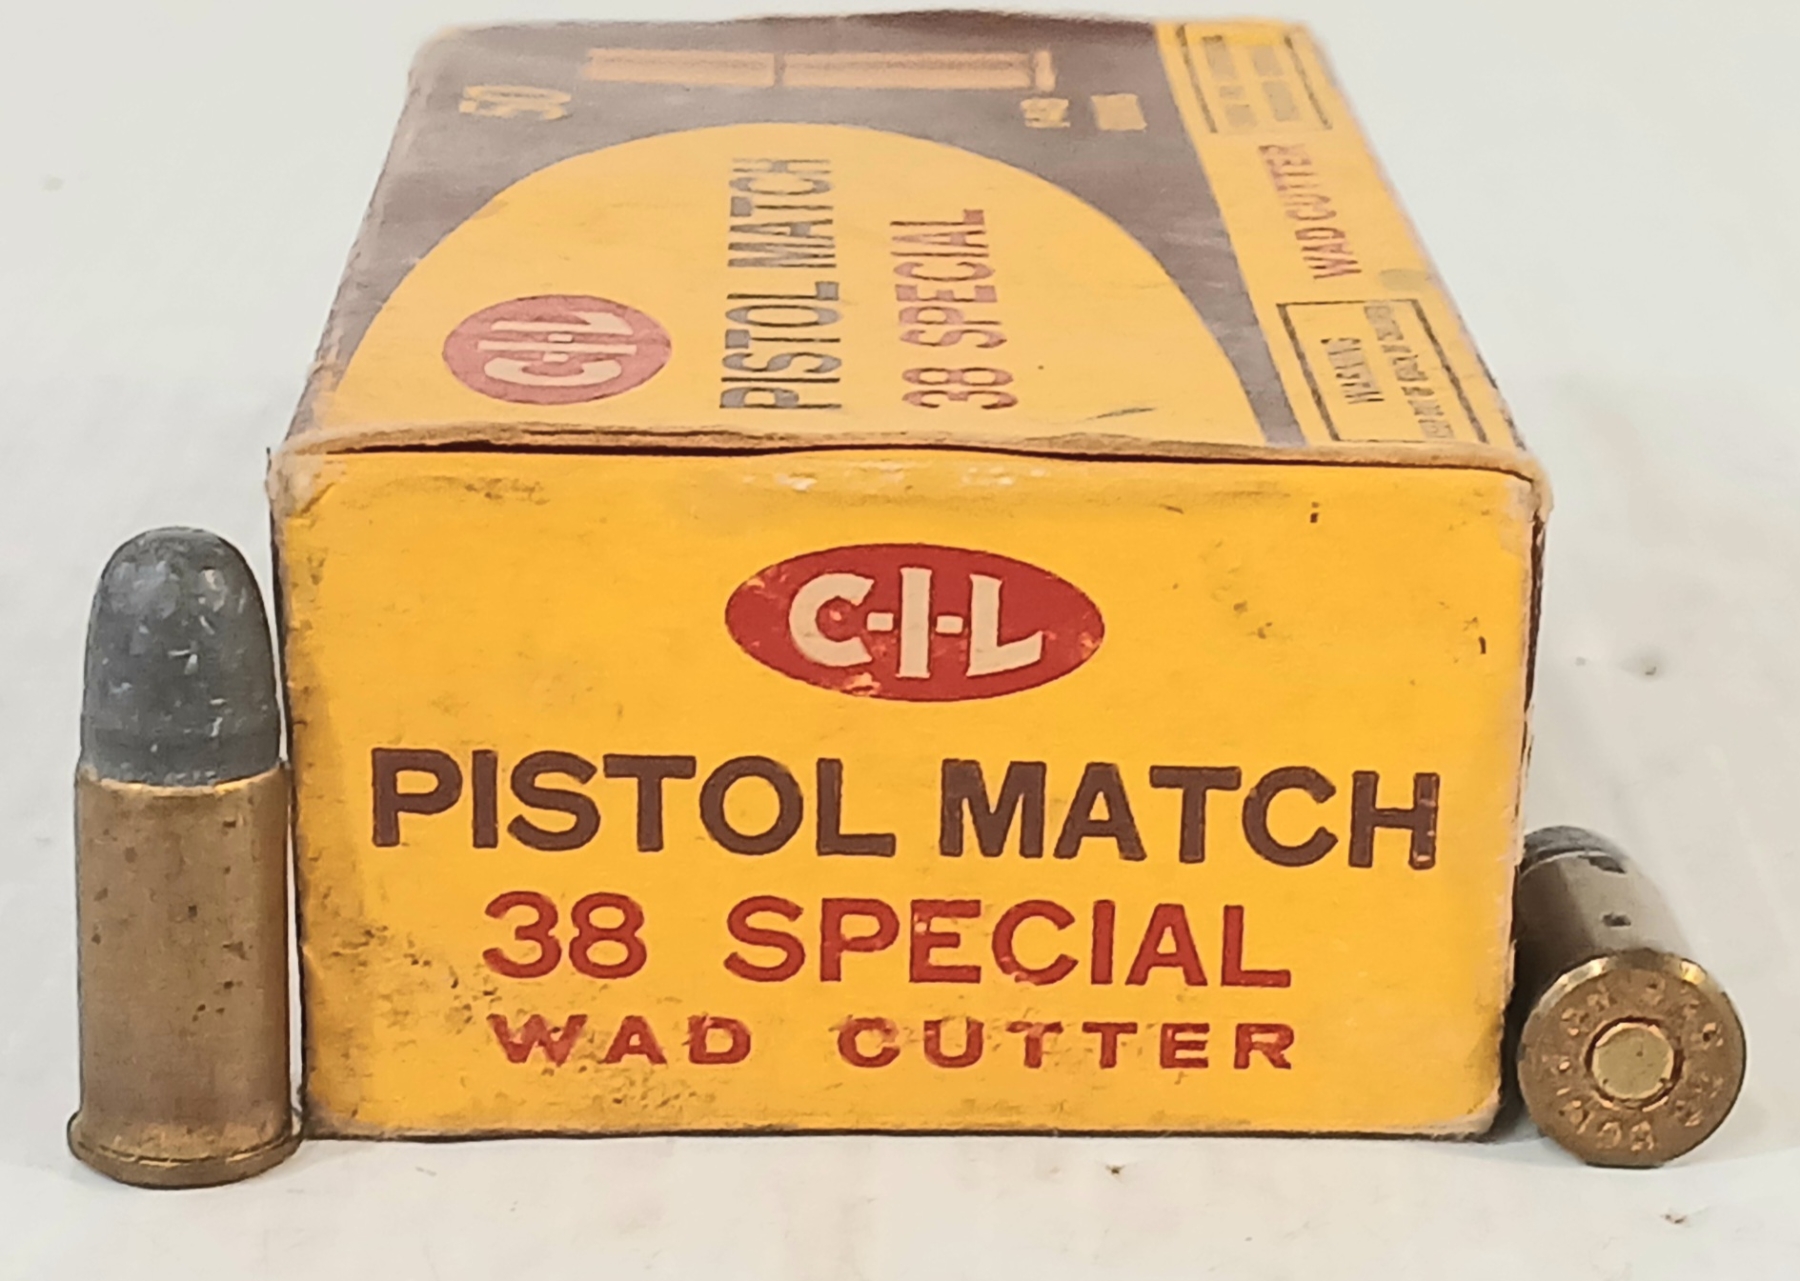 50
C-I-L
PISTOL MATCH
38 SPECIAL
WAD CUTTER
WARNING
C-I-L
PISTOL MATCH
38 SPECIAL
WAD CUTTER